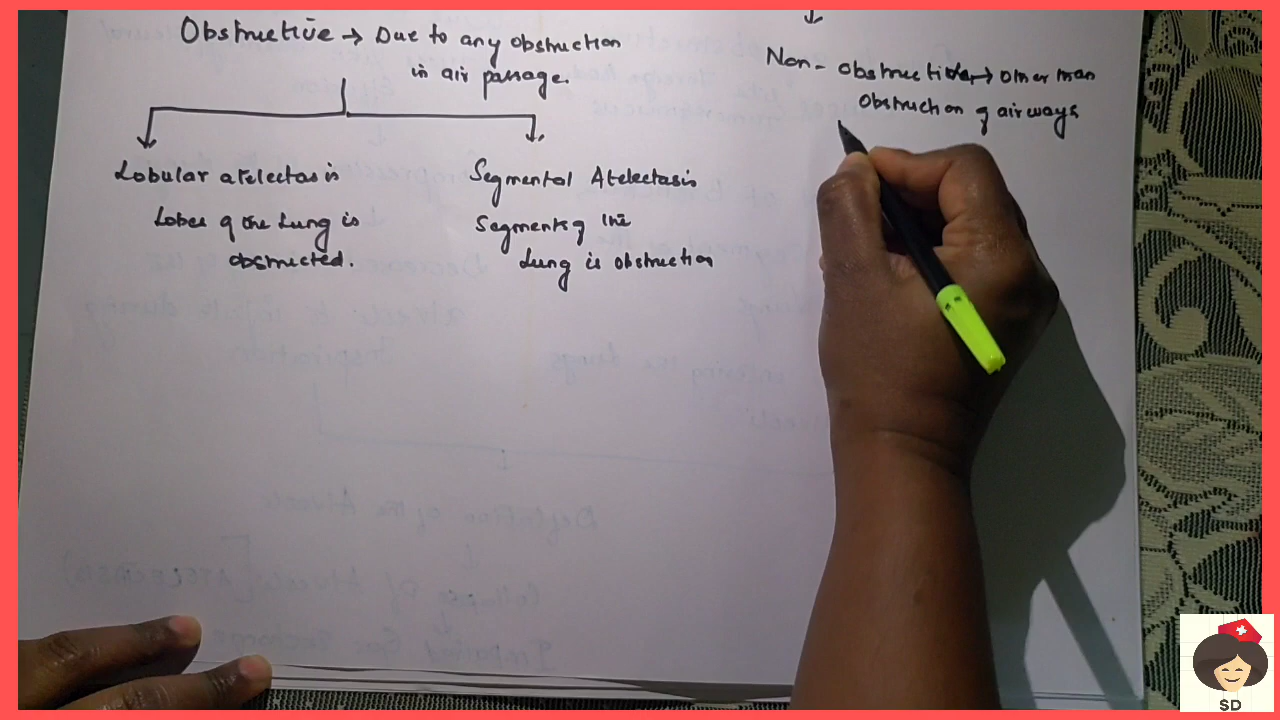 Obstructive → Due to any obstruction
in air passage.
Lobular atelectasis
Lobes of the Lung is
obstructed.
Segmental Atelectasis
Segments of the
Lung is obstruction
Non- obstructive → other than
obstruction of airways
SD